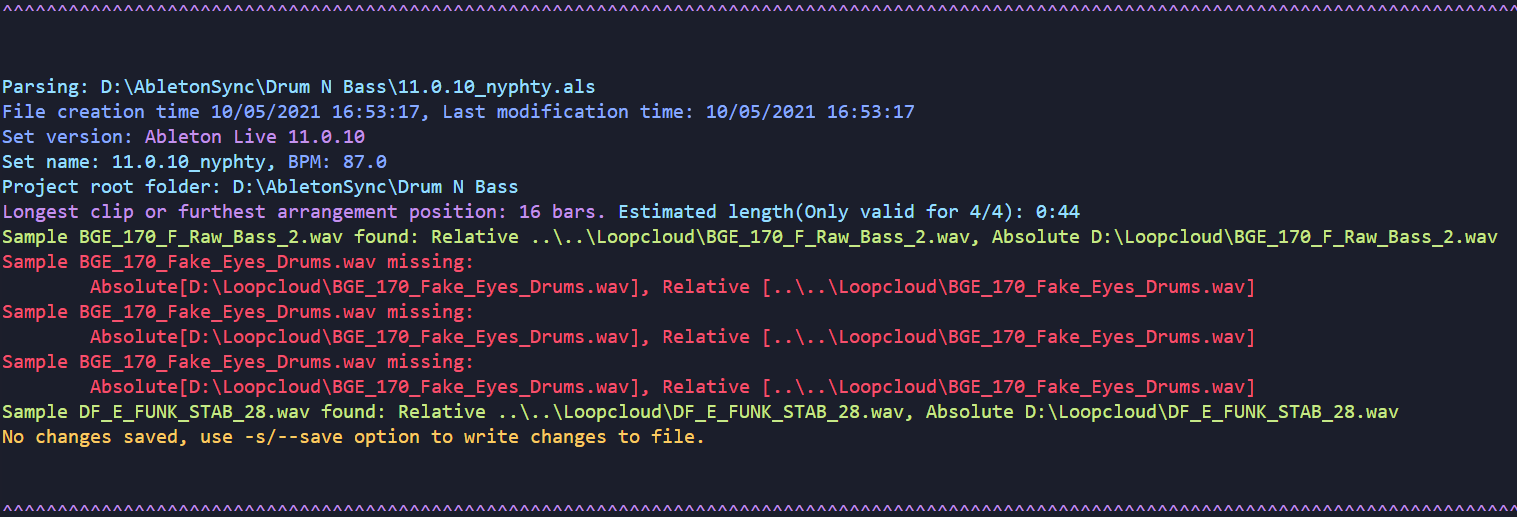 ^^^^^^^^^^^^^^^^^^^^^^^^^^^^^^^^^^^^^^^^^^^^^^^^^^^^^^^^^^^^^^^^^^^^^^^^^^^^^^^^^^^^^^^^^^^^^^^^^^^^^^^^^^^^^^^^^^^^^^^^^^^^^^^^^^^^^^^^^^
Parsing: D:\AbletonSync\Drum N Bass\11.0.10_nyphty.als
File creation time 10/05/2021 16:53:17, Last modification time: 10/05/2021 16:53:17
Set version: Ableton Live 11.0.10
Set name: 11.0.10_nyphty, BPM: 87.0
Project root folder: D:\AbletonSync\Drum N Bass
Longest clip or furthest arrangement position: 16 bars. Estimated length(Only valid for 4/4): 0:44
Sample BGE_170_F_Raw_Bass_2.wav found: Relative ..\..\Loopcloud\BGE_170_F_Raw_Bass_2.wav, Absolute D:\Loopcloud\BGE_170_F_Raw_Bass_2.wav
Sample BGE_170_Fake_Eyes_Drums.wav missing:
Absolute[D:\Loopcloud\BGE_170_Fake_Eyes_Drums.wav], Relative [..\..\Loopcloud\BGE_170_Fake_Eyes_Drums.wav]
Sample BGE_170_Fake_Eyes_Drums.wav missing:
Absolute[D:\Loopcloud\BGE_170_Fake_Eyes_Drums.wav], Relative [..\..\Loopcloud\BGE_170_Fake_Eyes_Drums.wav]
Sample BGE_170_Fake_Eyes_Drums.wav missing:
Absolute[D:\Loopcloud\BGE_170_Fake_Eyes_Drums.wav], Relative [..\..\Loopcloud\BGE_170_Fake_Eyes_Drums.wav]
Sample DF_E_FUNK_STAB_28.wav found: Relative ..\..\Loopcloud\DF_E_FUNK_STAB_28.wav, Absolute D:\Loopcloud\DF_E_FUNK_STAB_28.wav
No changes saved, use -s/--save option to write changes to file.
^^^^^^^^^^^^^^^^^^^^^^^^^^^^^^^^^^^^^^^^^^^^^^^^^^^^^^^^^^^^^^^^^^^^^^^^^^^^^^^^^^^^^^^^^^^^^^^^^^^^^^^^^^^^^^^^^^^^^^^^^^^^^^^^^^^^^^^^^^